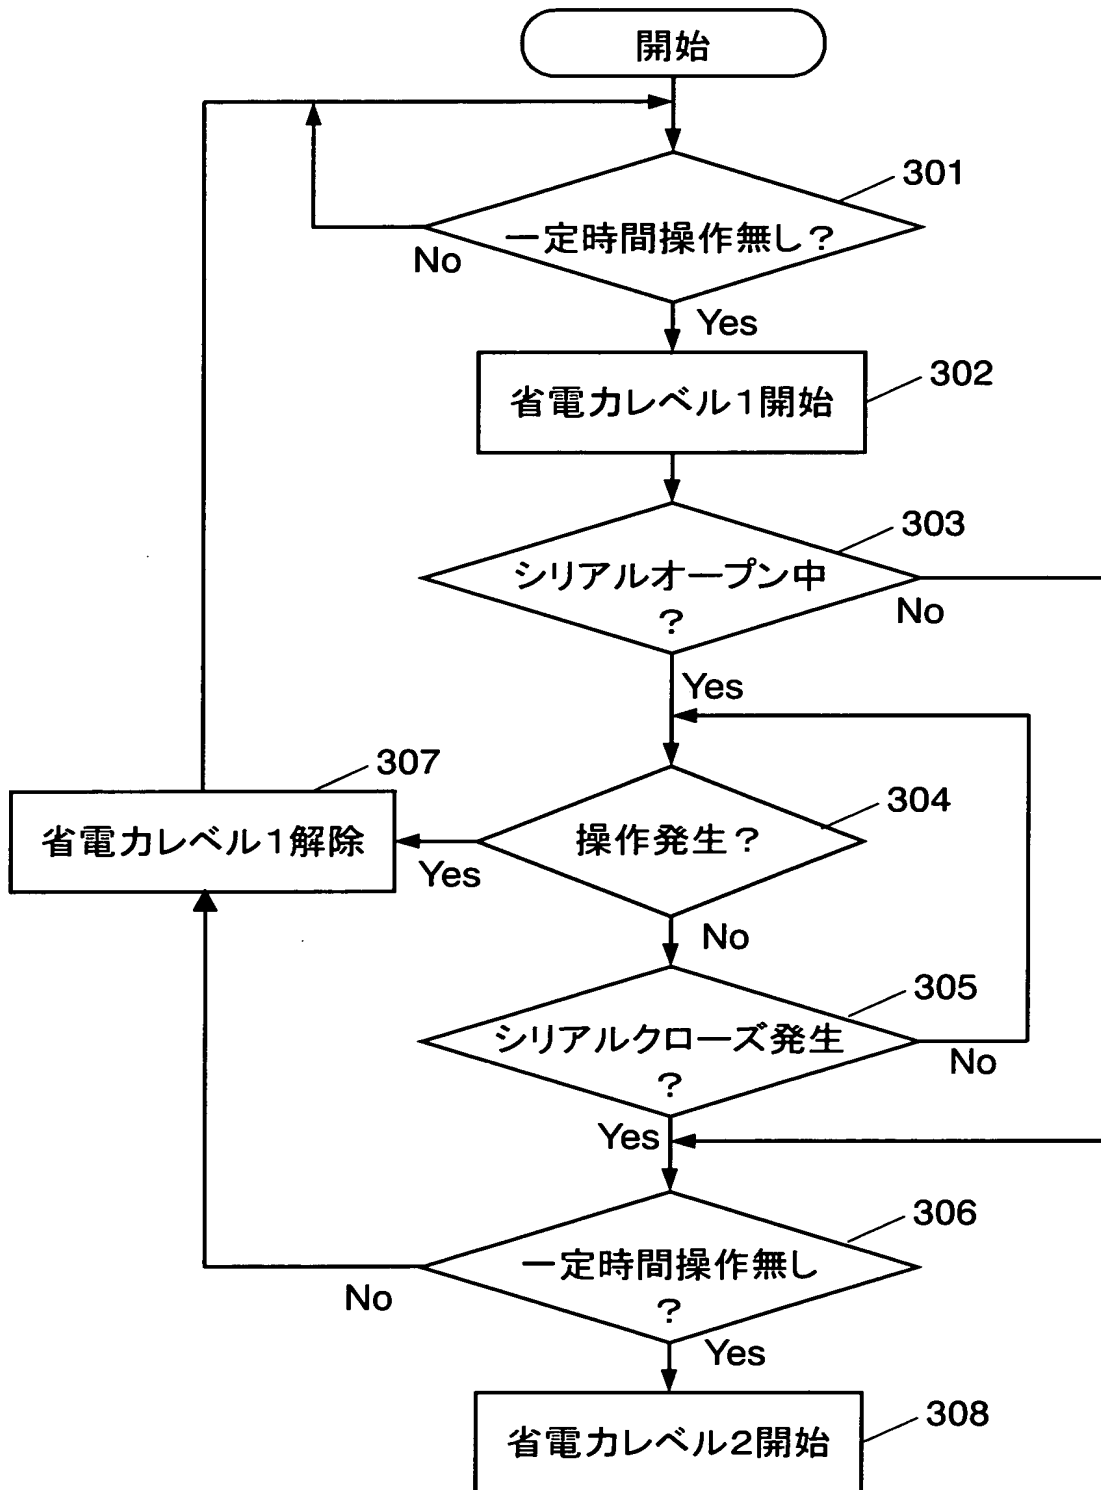 開始
301
一定時間操作無し？
No
Yes
302
省電力レベル１開始
303
シリアルオープン中
？
No
Yes
307
304
省電力レベル１解除
操作発生？
Yes
No
305
シリアルクローズ発生
？
No
Yes
306
一定時間操作無し
？
No
Yes
308
省電力レベル２開始